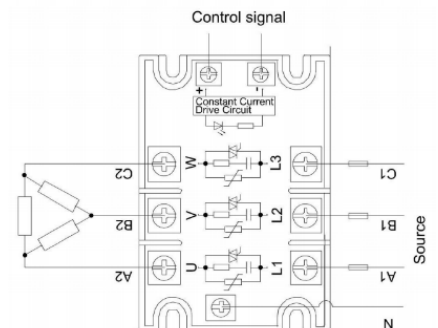 Control signal
+ -
Constant Current
Drive Circuit
C2 W L3 C1
B2 V L2 B1
A2 U L1 A1
Source
N